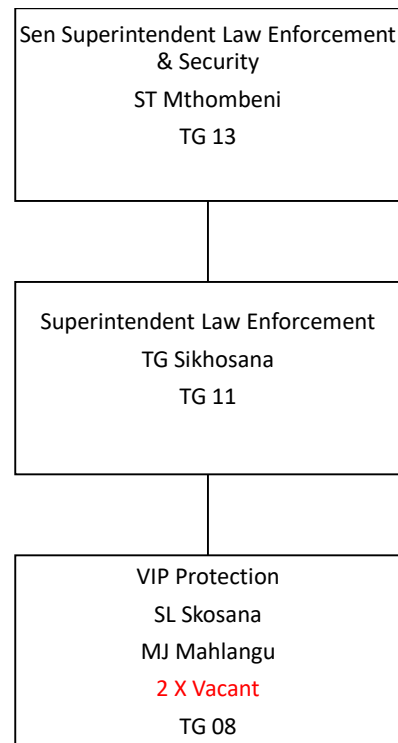 Sen Superintendent Law Enforcement
& Security
ST Mthombeni
TG 13
Superintendent Law Enforcement
TG Sikhosana
TG 11
VIP Protection
SL Skosana
MJ Mahlangu
2 X Vacant
TG 08